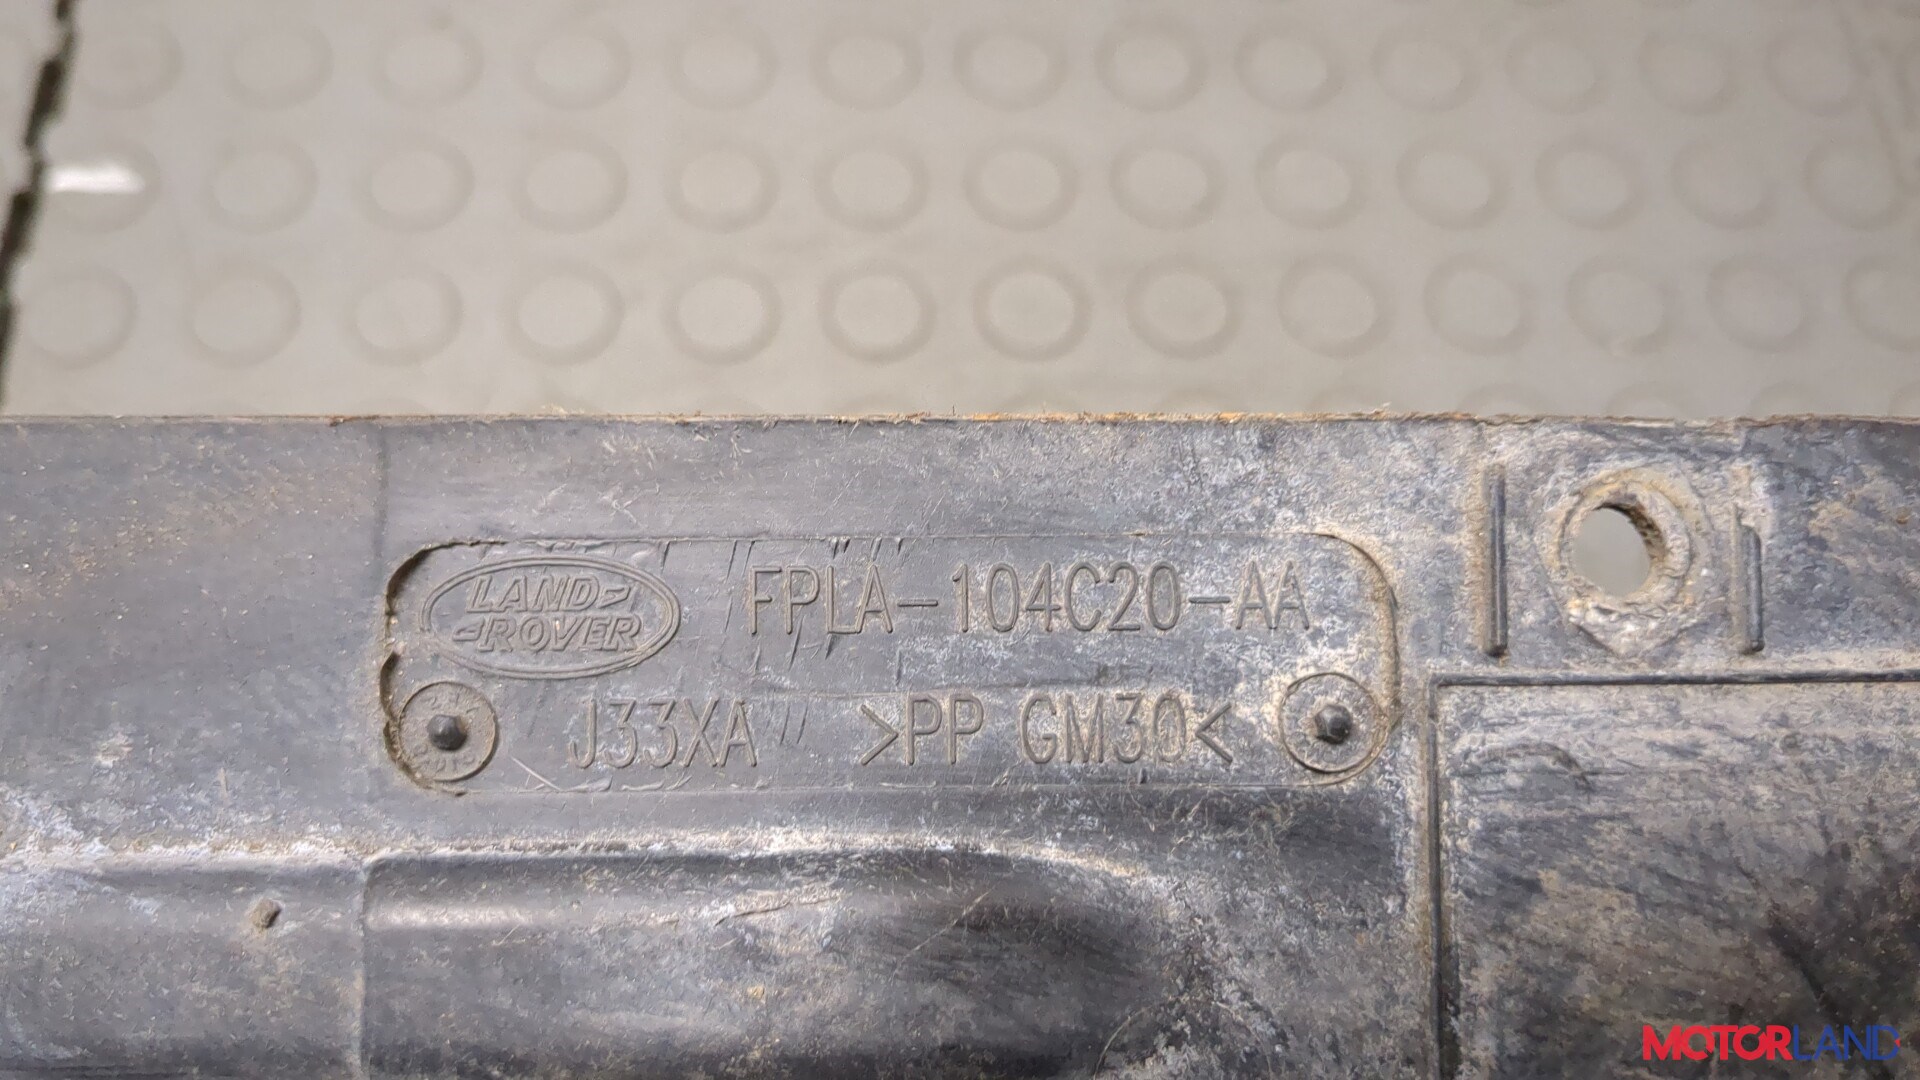 LAND ROVER
FPLA-104C20-AA
J33XA >PP GM30<
MOTORLAND